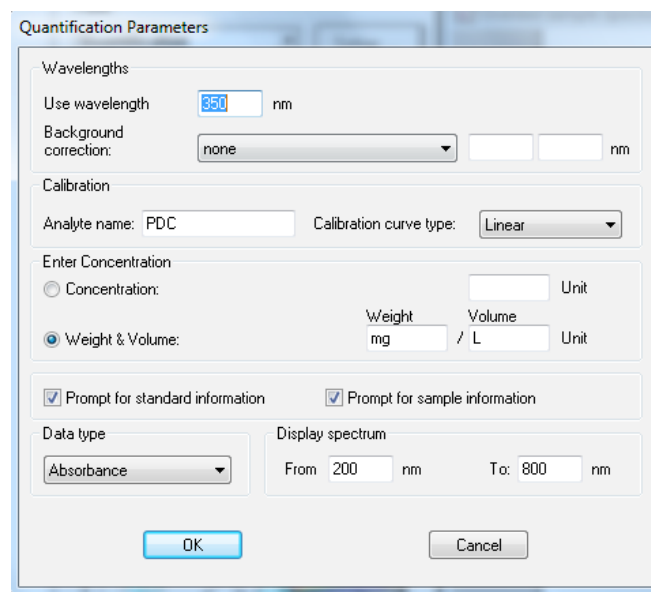 Quantification Parameters
Wavelengths
Use wavelength 350 nm
Background
correction: none nm
Calibration
Analyte name: PDC Calibration curve type: Linear
Enter Concentration
Concentration: Unit
Weight Volume
Weight & Volume: mg / L Unit
Prompt for standard information Prompt for sample information
Data type Display spectrum
Absorbance From 200 nm To: 800 nm
OK Cancel